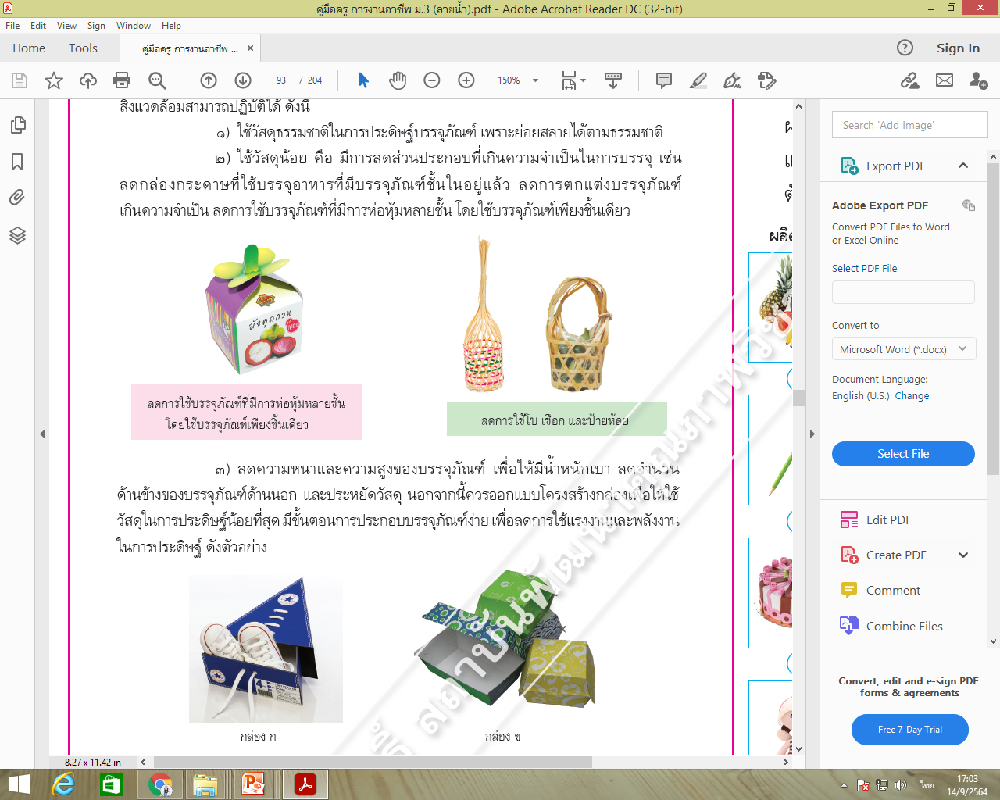 คู่มือครู การงานอาชีพ ม.3 (ลายน้ำ).pdf - Adobe Acrobat Reader DC (32-bit)
File Edit View Sign Window Help
Home Tools คู่มือครู การงานอาชีพ ... × Sign In
93 / 204 150%
สิ่งแวดล้อมสามารถปฏิบัติได้ ดังนี้
๑) ใช้วัสดุธรรมชาติในการประดิษฐ์บรรจุภัณฑ์ เพราะย่อยสลายได้ตามธรรมชาติ
๒) ใช้วัสดุน้อย คือ มีการลดส่วนประกอบที่เกินความจำเป็นในการบรรจุ เช่น
ลดกล่องกระดาษที่ใช้บรรจุอาหารที่มีบรรจุภัณฑ์ชั้นในอยู่แล้ว ลดการตกแต่งบรรจุภัณฑ์
เกินความจำเป็น ลดการใช้บรรจุภัณฑ์ที่มีการห่อหุ้มหลายชั้น โดยใช้บรรจุภัณฑ์เพียงชิ้นเดียว
มังคุดกวน
100%
ลดการใช้บรรจุภัณฑ์ที่มีการห่อหุ้มหลายชั้น
โดยใช้บรรจุภัณฑ์เพียงชิ้นเดียว
ลดการใช้โบ เชือก และป้ายห้อย
๓) ลดความหนาและความสูงของบรรจุภัณฑ์ เพื่อให้มีน้ำหนักเบา ลดจำนวน
ด้านข้างของบรรจุภัณฑ์ด้านนอก และประหยัดวัสดุ นอกจากนี้ควรออกแบบโครงสร้างกล่องเพื่อให้ใช้
วัสดุในการประดิษฐ์น้อยที่สุด มีขั้นตอนการประกอบบรรจุภัณฑ์ง่าย เพื่อลดการใช้แรงงานและพลังงาน
ในการประดิษฐ์ ดังตัวอย่าง
กล่อง ก
กล่อง ข
สถาบันพัฒนาคุณภาพวิช
ผลิต
8.27 x 11.42 in
Search 'Add Image'
Export PDF
Adobe Export PDF
Convert PDF Files to Word
or Excel Online
Select PDF File
Convert to
Microsoft Word (*.docx)
Document Language:
English (U.S.) Change
Select File
Edit PDF
Create PDF
Comment
Combine Files
Convert, edit and e-sign PDF
forms & agreements
Free 7-Day Trial
ไทย
17:03
14/9/2564